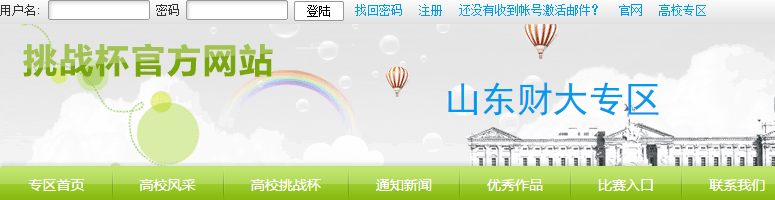 用户名: 密码 登陆 找回密码 注册 还没有收到帐号激活邮件？ 官网 高校专区
挑战杯官方网站
山东财大专区
专区首页 高校风采 高校挑战杯 通知新闻 优秀作品 比赛入口 联系我们